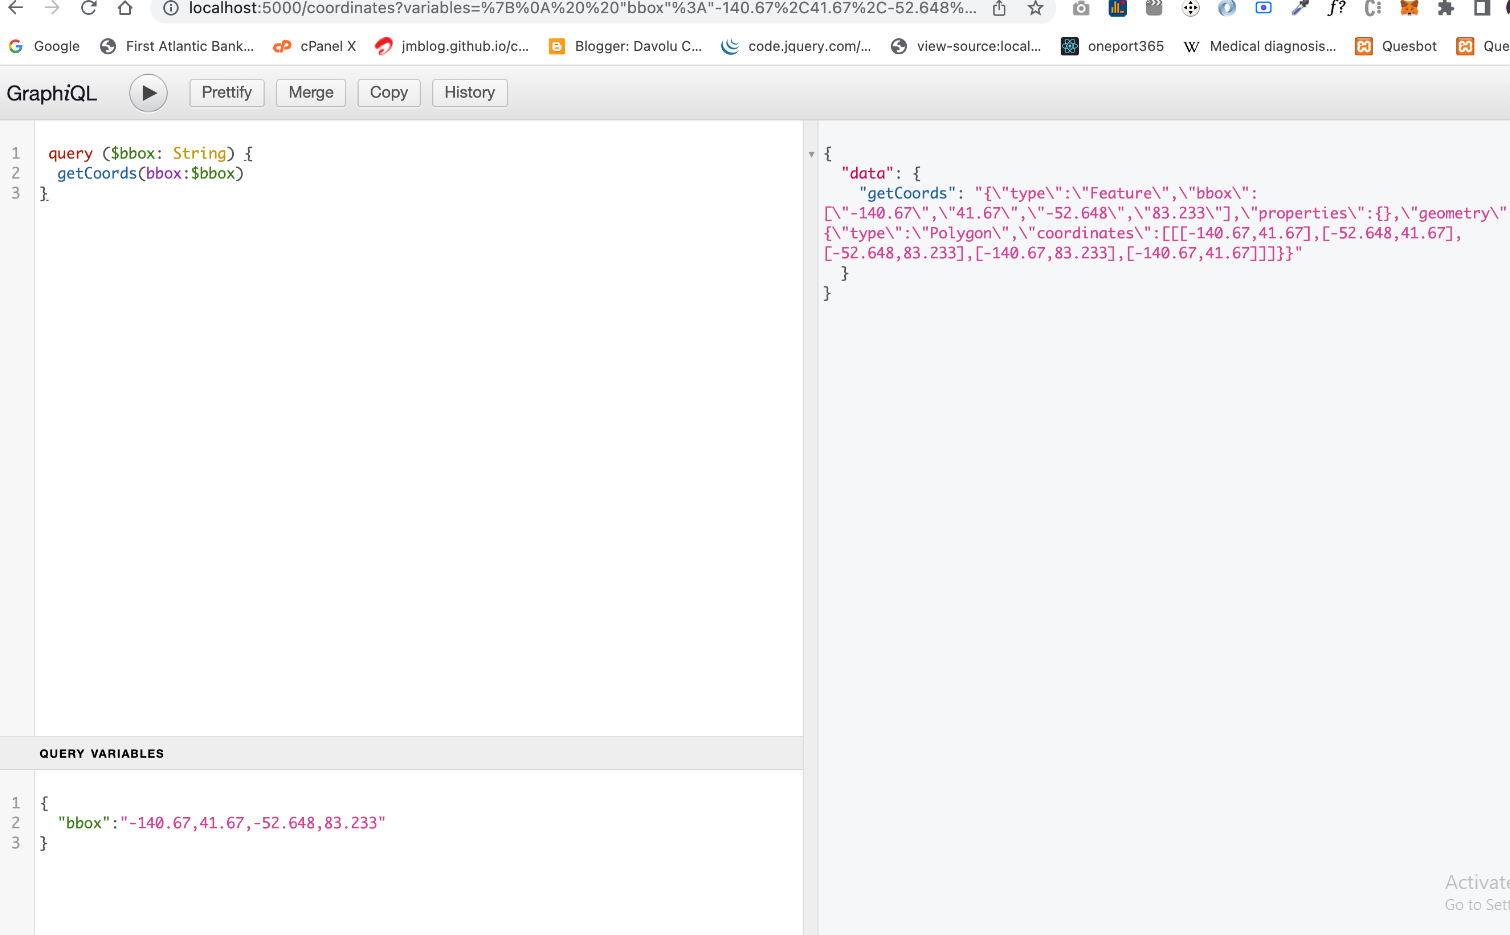 localhost:5000/coordinates?variables=%7B%0A%20%20"bbox"%3A"-140.67%2C41.67%2C-52.648%...
f?
Google First Atlantic Bank... cPanel X jmblog.github.io/c... Blogger: Davolu C... code.jquery.com/... view-source:local... oneport365 W Medical diagnosis... Quesbot Que
GraphiQL Prettify Merge Copy History
1 query ($bbox: String) {
2 getCoords(bbox:$bbox)
3 }
{
"data": {
"getCoords": "{\"type\":\"Feature\",\"bbox\":
[\"-140.67\",\"41.67\",\"-52.648\",\"83.233\"],\"properties\":{},\"geometry\"
{\"type\":\"Polygon\",\"coordinates\":[[[-140.67,41.67],[-52.648,41.67],
[-52.648,83.233],[-140.67,83.233],[-140.67,41.67]]]}}"
}
}
QUERY VARIABLES
1 {
2 "bbox":"-140.67,41.67,-52.648,83.233"
3 }
Activate
Go to Sett